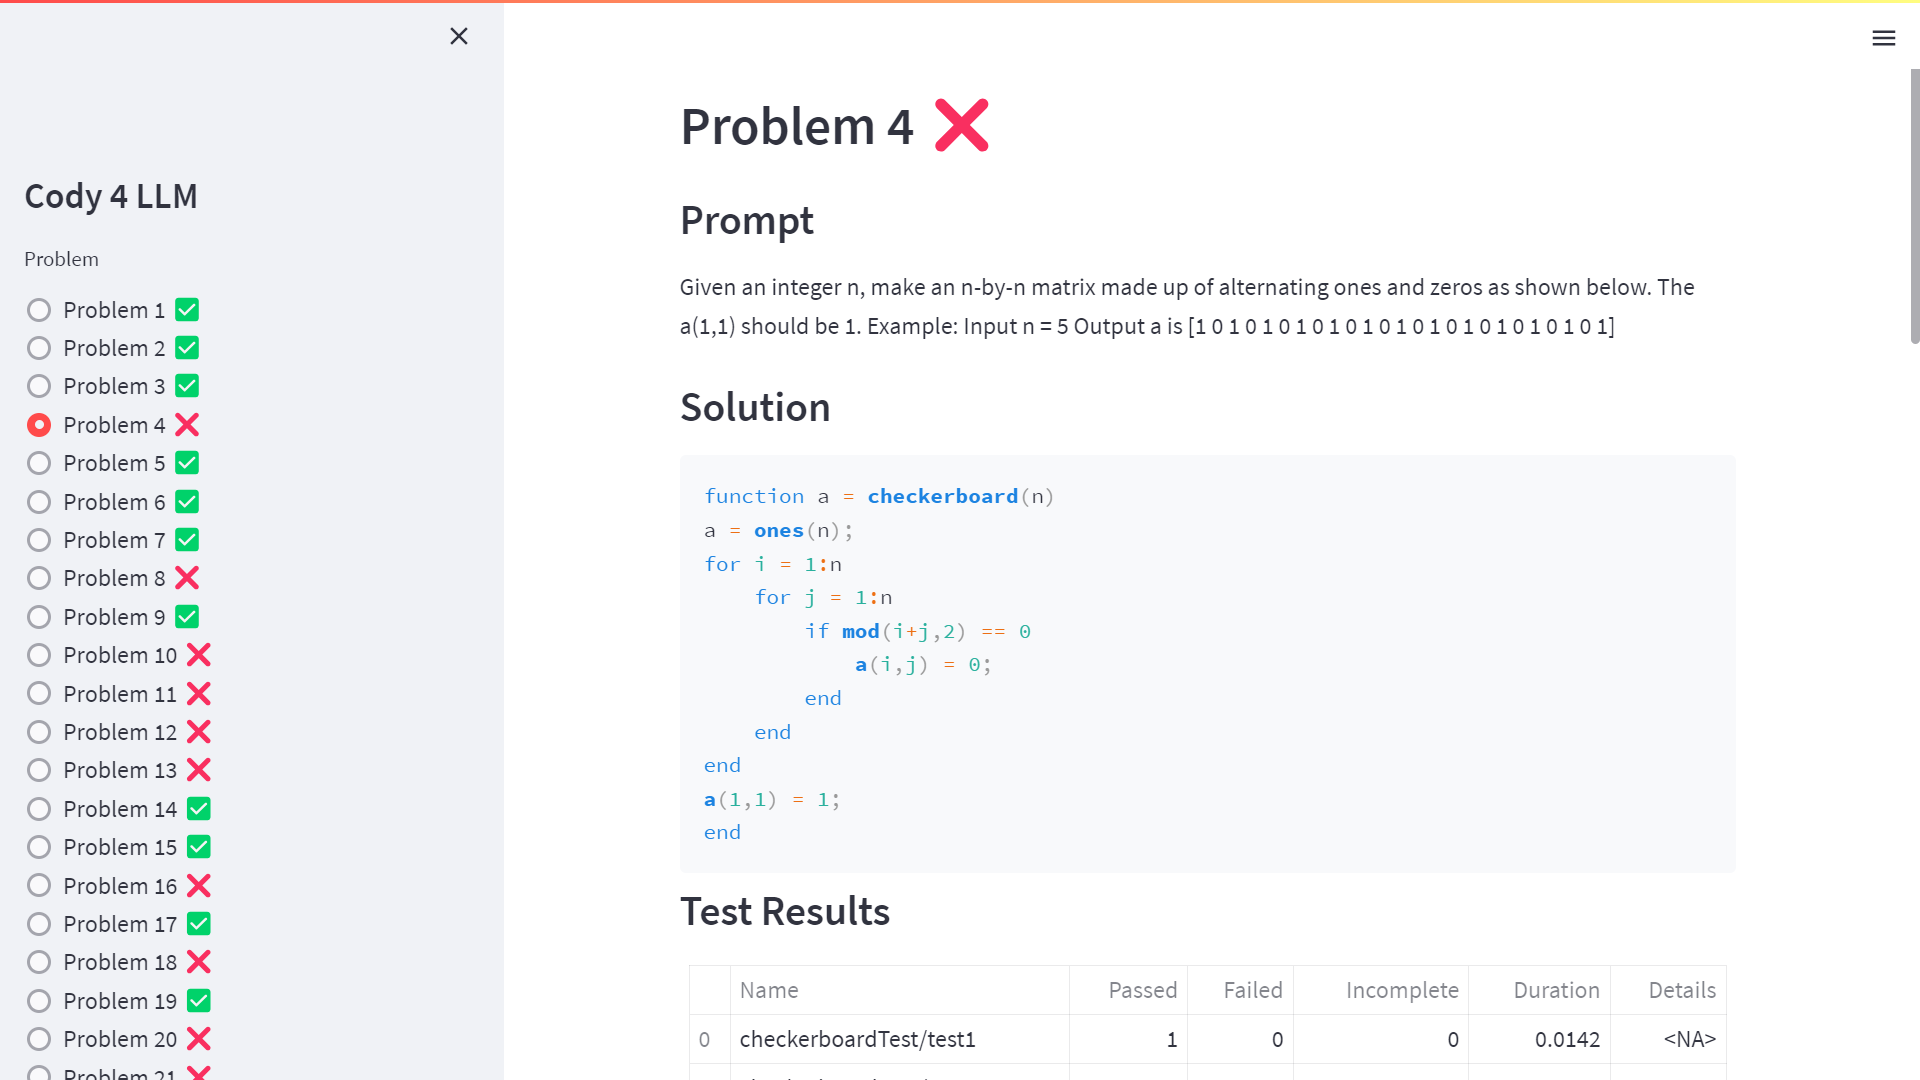 Cody 4 LLM
Problem
Problem 1
Problem 2
Problem 3
Problem 4
Problem 5
Problem 6
Problem 7
Problem 8
Problem 9
Problem 10
Problem 11
Problem 12
Problem 13
Problem 14
Problem 15
Problem 16
Problem 17
Problem 18
Problem 19
Problem 20
Problem 21
Problem 4
Prompt
Given an integer n, make an n-by-n matrix made up of alternating ones and zeros as shown below. The
a(1,1) should be 1. Example: Input n = 5 Output a is [1 0 1 0 1 0 1 0 1 0 1 0 1 0 1 0 1 0 1 0 1 0 1 0 1]
Solution
function a = checkerboard(n)
a = ones(n);
for i = 1:n
    for j = 1:n
        if mod(i+j,2) == 0
            a(i,j) = 0;
        end
    end
end
a(1,1) = 1;
end
Test Results
Name Passed Failed Incomplete Duration Details
0 checkerboardTest/test1 1 0 0 0.0142 <NA>